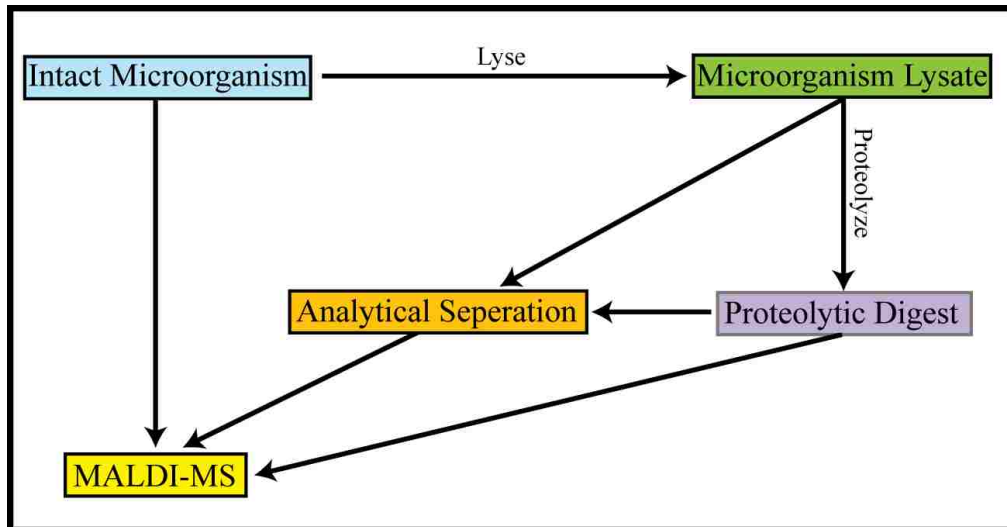 Intact Microorganism
Lyse
Microorganism Lysate
Proteolyze
Analytical Seperation
Proteolytic Digest
MALDI-MS